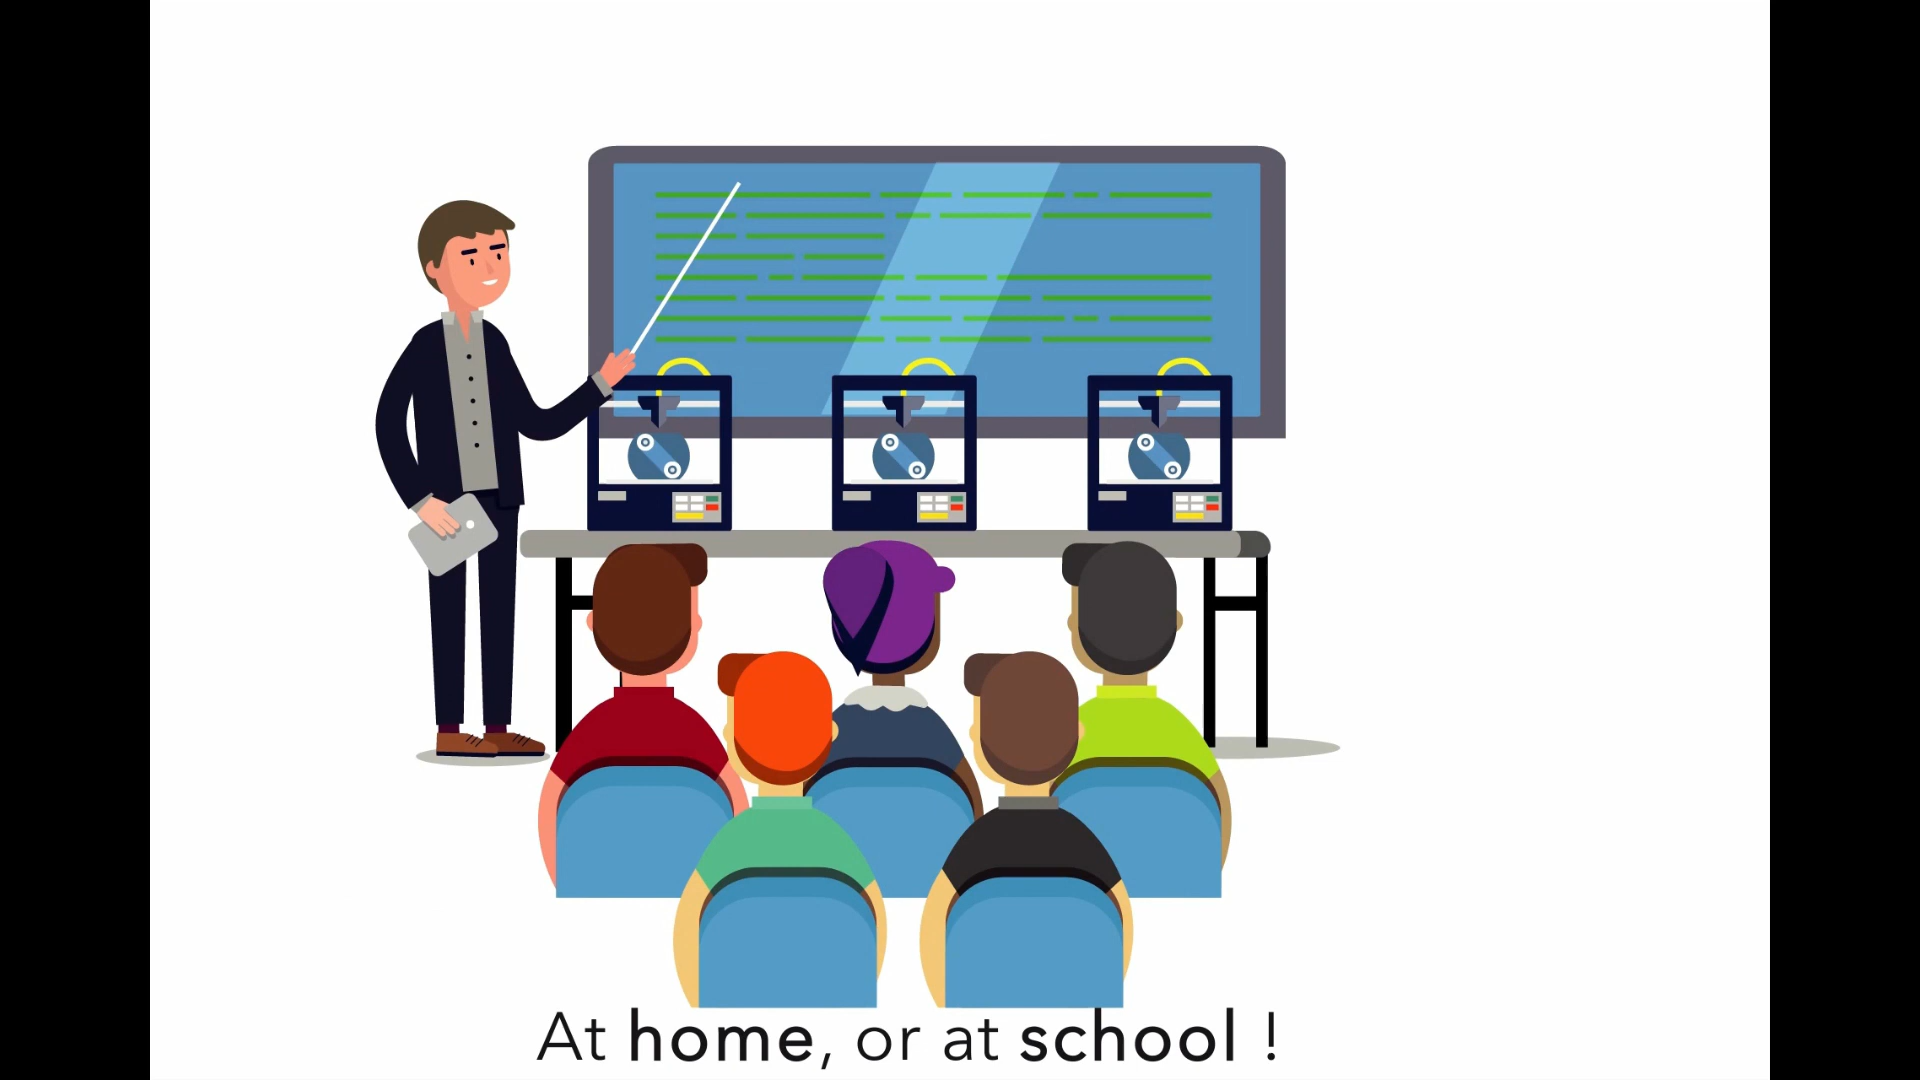 At home, or at school !